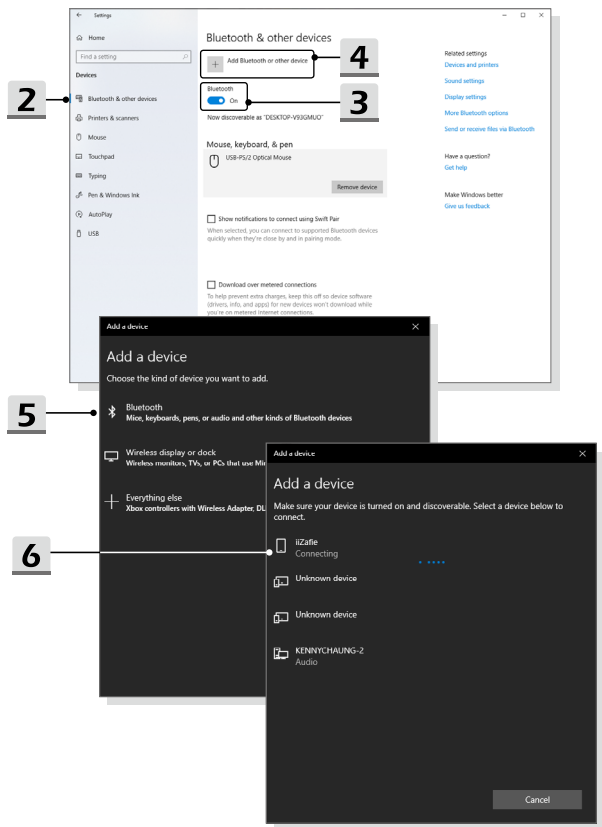 Settings
Home
Find a setting
Devices
Bluetooth & other devices
Printers & scanners
Mouse
Touchpad
Typing
Pen & Windows Ink
AutoPlay
USB
Bluetooth & other devices
Add Bluetooth or other device
Bluetooth
On
Now discoverable as "DESKTOP-V93GMUO"
Mouse, keyboard, & pen
USB-PS/2 Optical Mouse
Remove device
Show notifications to connect using Swift Pair
When selected, you can connect to supported Bluetooth devices
quickly when they're close by and in pairing mode.
Download over metered connections
To help prevent extra charges, keep this off so device software
(drivers, info, and apps) for new devices won't download while
you're on metered Internet connections.
Related settings
Devices and printers
Sound settings
Display settings
More Bluetooth options
Send or receive files via Bluetooth
Have a question?
Get help
Make Windows better
Give us feedback
2
4
3
Add a device
Add a device
Choose the kind of device you want to add.
Bluetooth
Mice, keyboards, pens, or audio and other kinds of Bluetooth devices
Wireless display or dock
Wireless monitors, TVs, or PCs that use Mi
Everything else
Xbox controllers with Wireless Adapter, DL
5
6
Add a device
Add a device
Make sure your device is turned on and discoverable. Select a device below to
connect.
iiZafie
Connecting
Unknown device
Unknown device
KENNYCHAUNG-2
Audio
Cancel